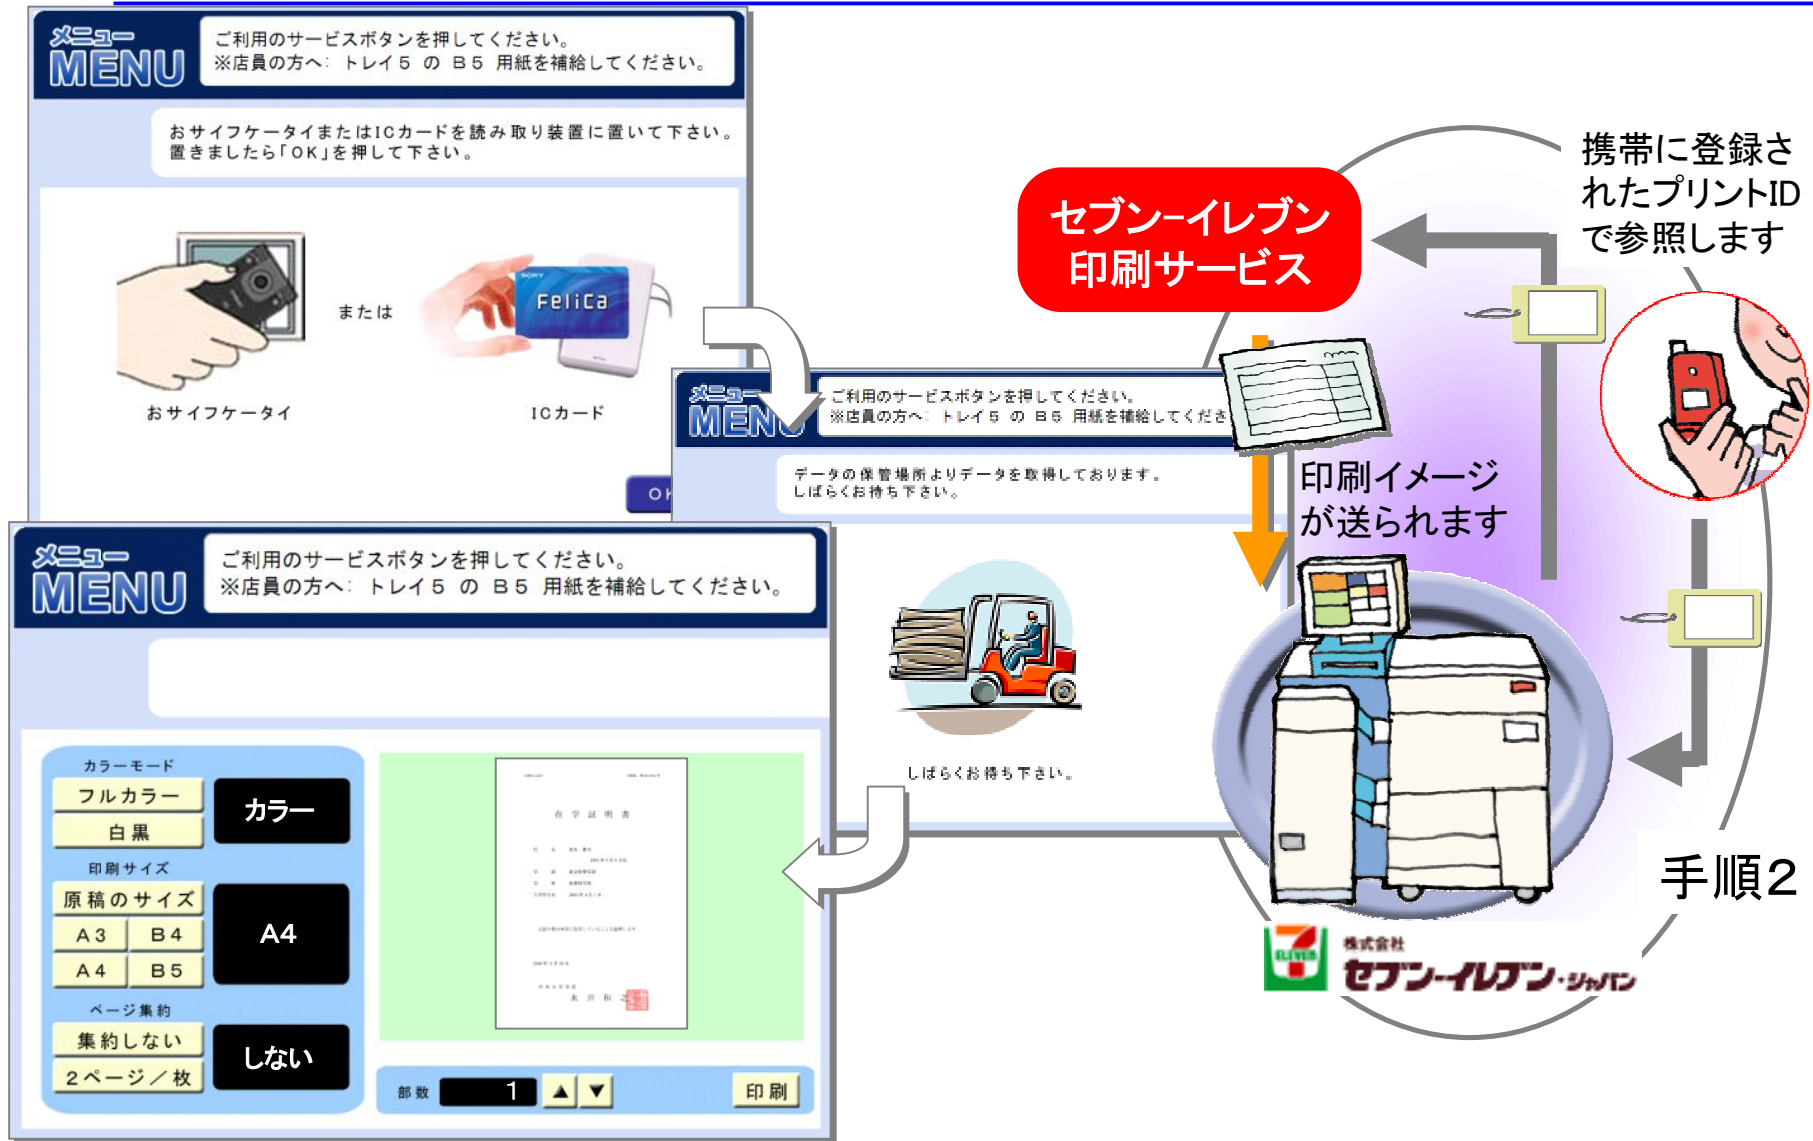 メニュー
MENU
ご利用のサービスボタンを押してください。
※店員の方へ：トレイ５ の Ｂ５ 用紙を補給してください。
おサイフケータイまたはICカードを読み取り装置に置いて下さい。
置きましたら「OK」を押して下さい。
または
SONY
FeliCa
おサイフケータイ
ICカード
メニュー
MENU
ご利用のサービスボタンを押してください。
※店員の方へ：トレイ５ の Ｂ５ 用紙を補給してくださ
データの保管場所よりデータを取得しております。
しばらくお待ち下さい。
しばらくお待ち下さい。
メニュー
MENU
ご利用のサービスボタンを押してください。
※店員の方へ：トレイ５ の Ｂ５ 用紙を補給してください。
カラーモード
フルカラー
白黒
カラー
印刷サイズ
原稿のサイズ
A3
B4
A4
B5
A4
ページ集約
集約しない
2ページ／枚
しない
在学証明書
部数
1
▲
▼
印刷
セブン-イレブン
印刷サービス
携帯に登録さ
れたプリントID
で参照します
印刷イメージ
が送られます
手順2
ELEVEN
株式会社
セブン-イレブン・ジャパン